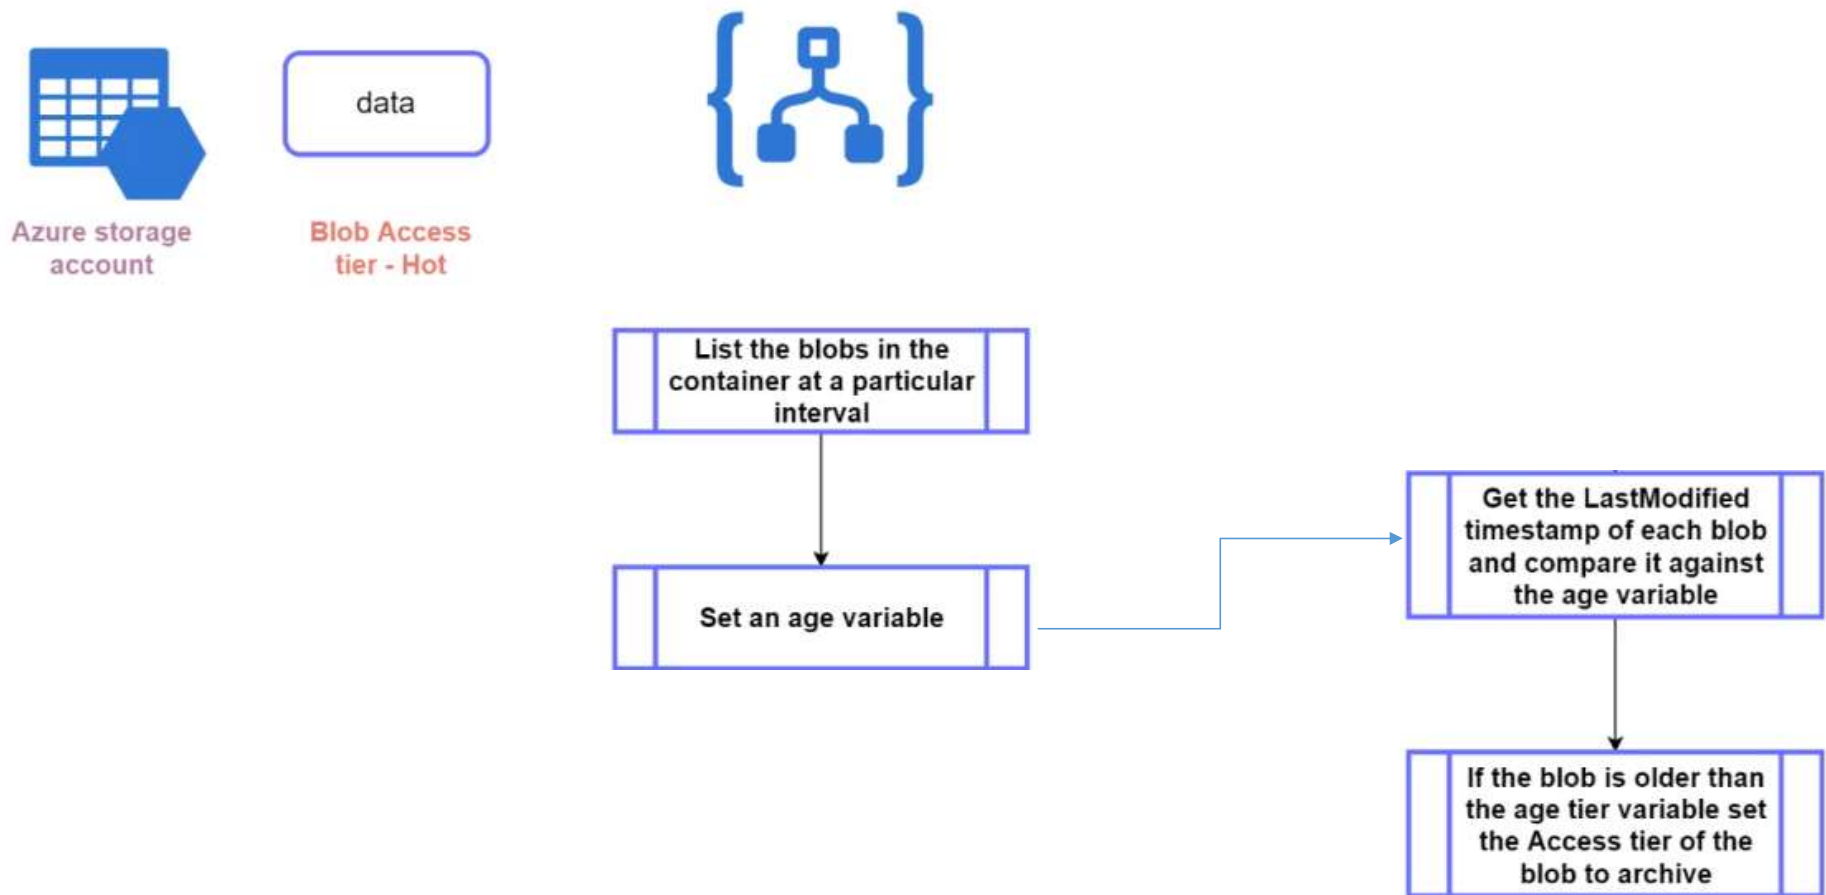 data
Azure storage
account
Blob Access
tier - Hot
List the blobs in the
container at a particular
interval
Set an age variable
Get the LastModified
timestamp of each blob
and compare it against
the age variable
If the blob is older than
the age tier variable set
the Access tier of the
blob to archive